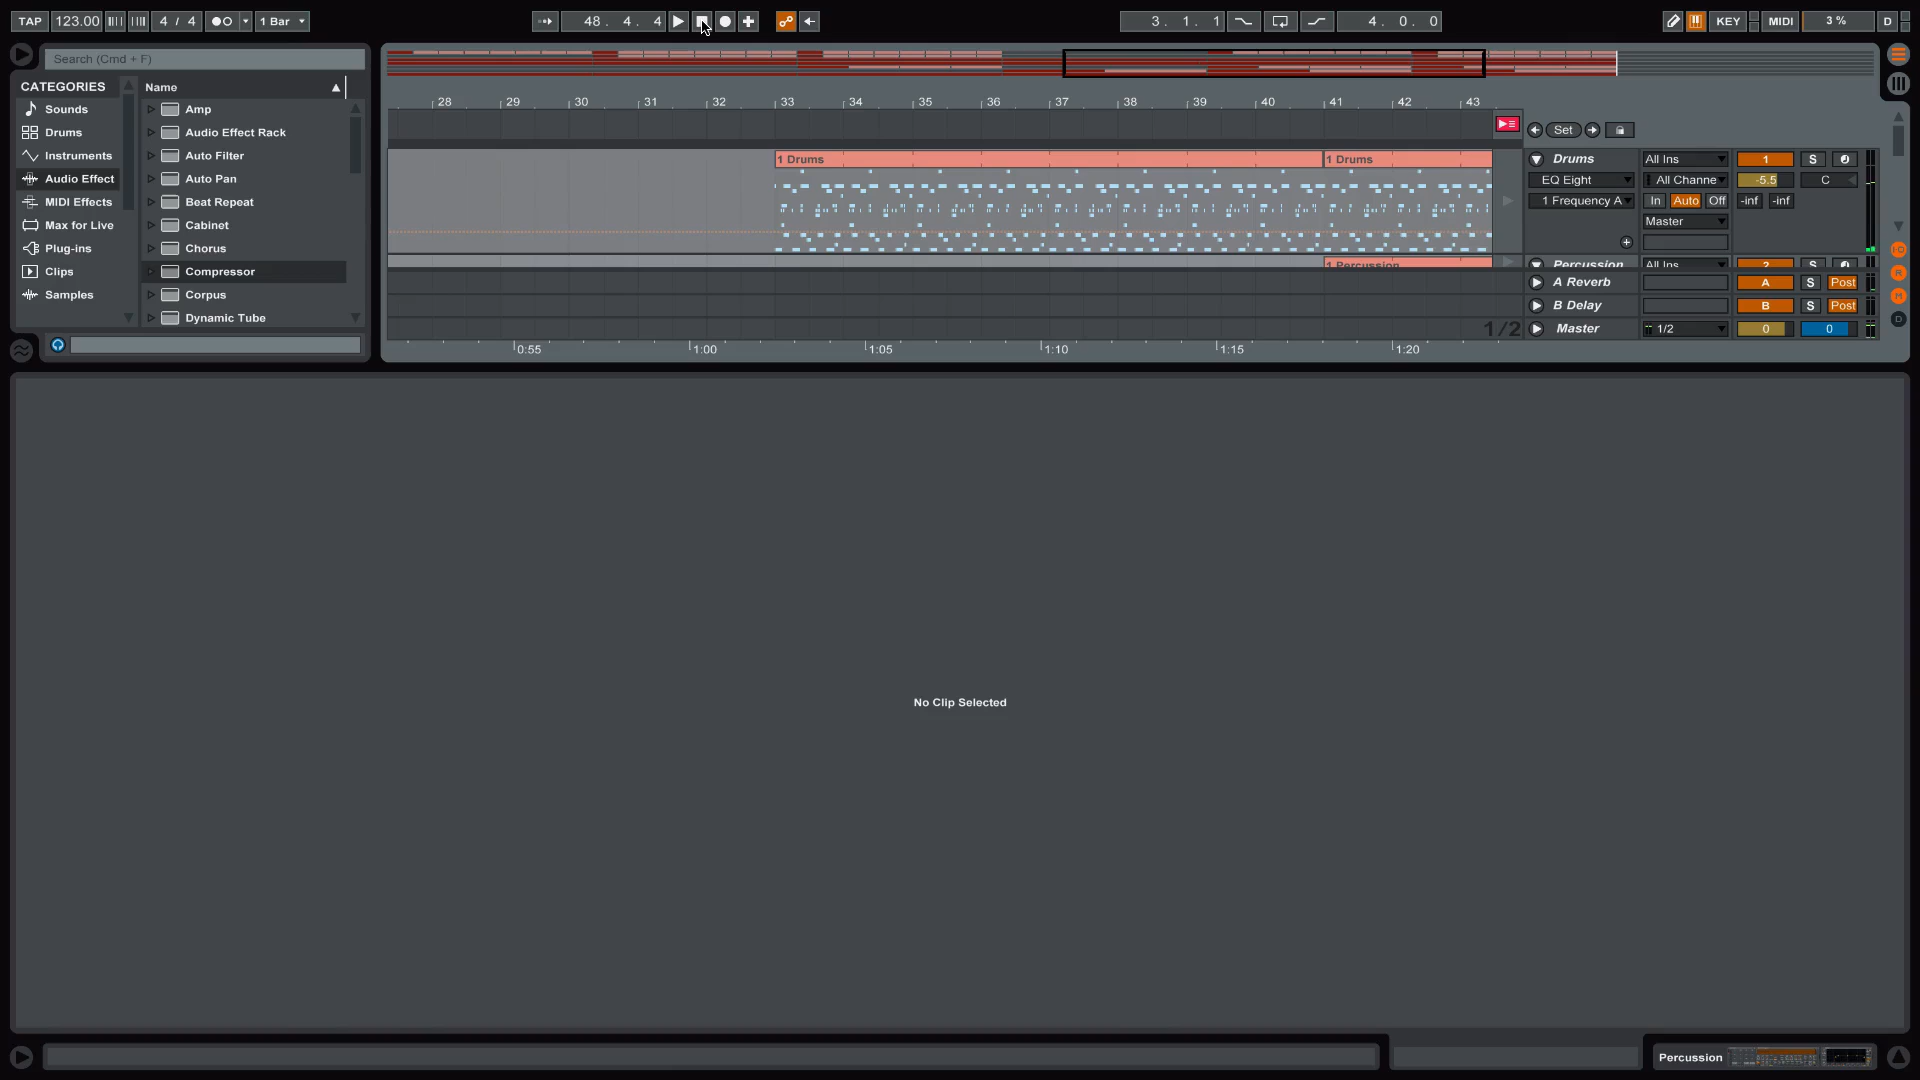 TAP 123.00 4 / 4 1 Bar 48. 4. 4 3. 1. 1 4. 0. 0 KEY MIDI 3 % D
Search (Cmd + F)
CATEGORIES Name
Sounds Amp
Drums Audio Effect Rack
Instruments Auto Filter
Audio Effect Auto Pan
MIDI Effects Beat Repeat
Max for Live Cabinet
Plug-ins Chorus
Clips Compressor
Samples Corpus
Dynamic Tube
28 29 30 31 32 33 34 35 36 37 38 39 40 41 42 43
Set
1 Drums 1 Drums Drums All Ins 1 S
EQ Eight All Channe -5.5 C
1 Frequency A In Auto Off -inf -inf
Master
1 Percussion Percussion All Ins 2 S
A Reverb A S Post
B Delay B S Post
1/2 Master 1/2 0 0
0:55 1:00 1:05 1:10 1:15 1:20
R
M
D
No Clip Selected
Percussion